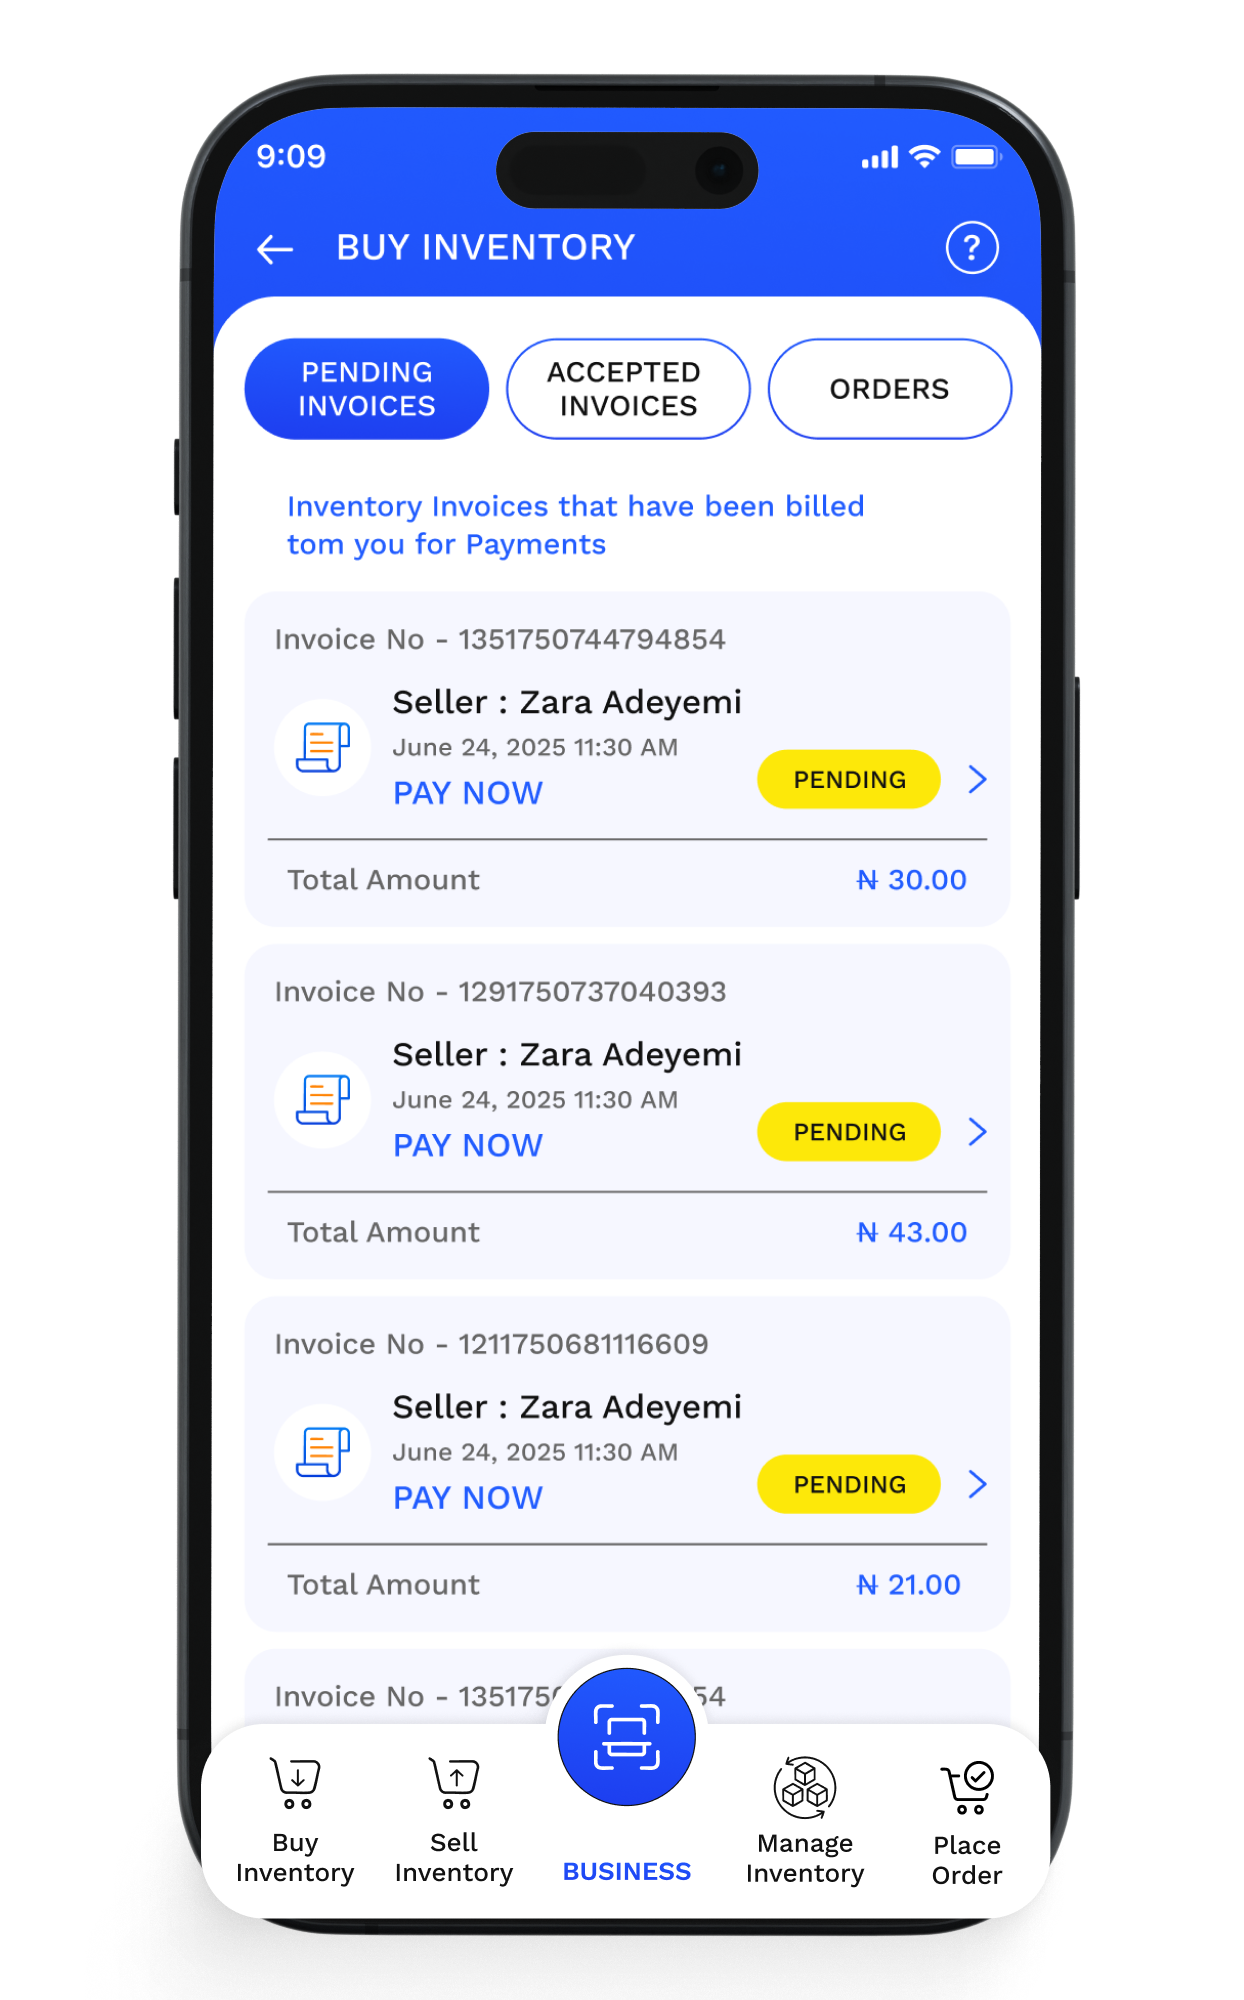 9:09
BUY INVENTORY
?
PENDING
INVOICES
ACCEPTED
INVOICES
ORDERS
Inventory Invoices that have been billed
tom you for Payments
Invoice No - 1351750744794854
Seller : Zara Adeyemi
June 24, 2025 11:30 AM
PAY NOW
PENDING
Total Amount
₦ 30.00
Invoice No - 1291750737040393
Seller : Zara Adeyemi
June 24, 2025 11:30 AM
PAY NOW
PENDING
Total Amount
₦ 43.00
Invoice No - 1211750681116609
Seller : Zara Adeyemi
June 24, 2025 11:30 AM
PAY NOW
PENDING
Total Amount
₦ 21.00
Invoice No -
Buy
Inventory
Sell
Inventory
BUSINESS
Manage
Inventory
Place
Order